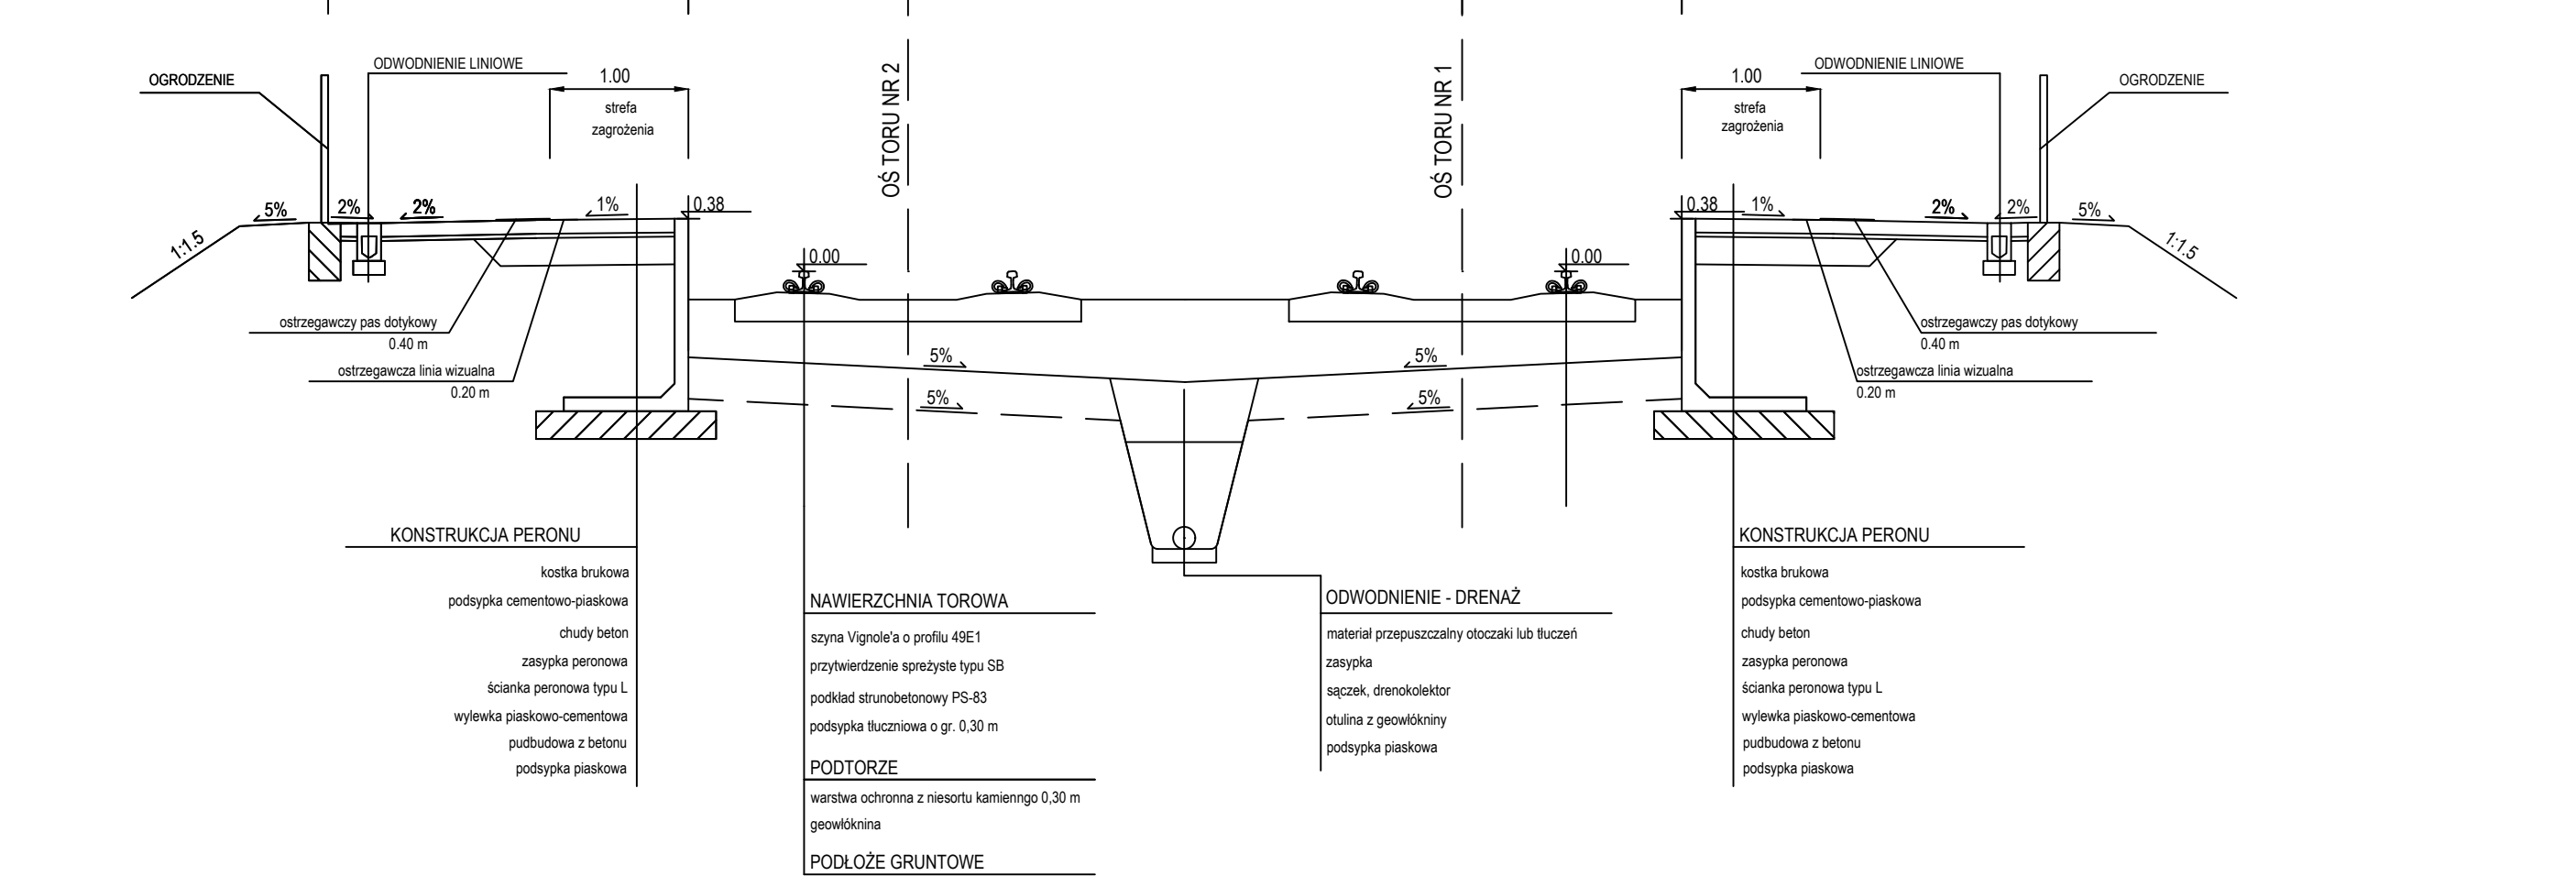 OGRODZENIE
ODWODNIENIE LINIOWE
1.00
strefa
zagrożenia
OŚ TORU NR 2
OŚ TORU NR 1
1.00
strefa
zagrożenia
ODWODNIENIE LINIOWE
OGRODZENIE
1:1.5
5%
2%
2%
1%
0.38
0.00
0.00
0.38
1%
2%
2%
5%
1:1.5
ostrzegawczy pas dotykowy
0.40 m
ostrzegawcza linia wizualna
0.20 m
5%
5%
5%
5%
ostrzegawczy pas dotykowy
0.40 m
ostrzegawcza linia wizualna
0.20 m
KONSTRUKCJA PERONU
kostka brukowa
podsypka cementowo-piaskowa
chudy beton
zasypka peronowa
ścianka peronowa typu L
wylewka piaskowo-cementowa
pudbudowa z betonu
podsypka piaskowa
NAWIERZCHNIA TOROWA
szyna Vignole'a o profilu 49E1
przytwierdzenie spreżyste typu SB
podkład strunobetonowy PS-83
podsypka tłuczniowa o gr. 0,30 m
PODTORZE
warstwa ochronna z niesortu kamienngo 0,30 m
geowłóknina
PODŁOŻE GRUNTOWE
ODWODNIENIE - DRENAŻ
materiał przepuszczalny otoczaki lub tłuczeń
zasypka
sączek, drenokolektor
otulina z geowłókniny
podsypka piaskowa
KONSTRUKCJA PERONU
kostka brukowa
podsypka cementowo-piaskowa
chudy beton
zasypka peronowa
ścianka peronowa typu L
wylewka piaskowo-cementowa
pudbudowa z betonu
podsypka piaskowa